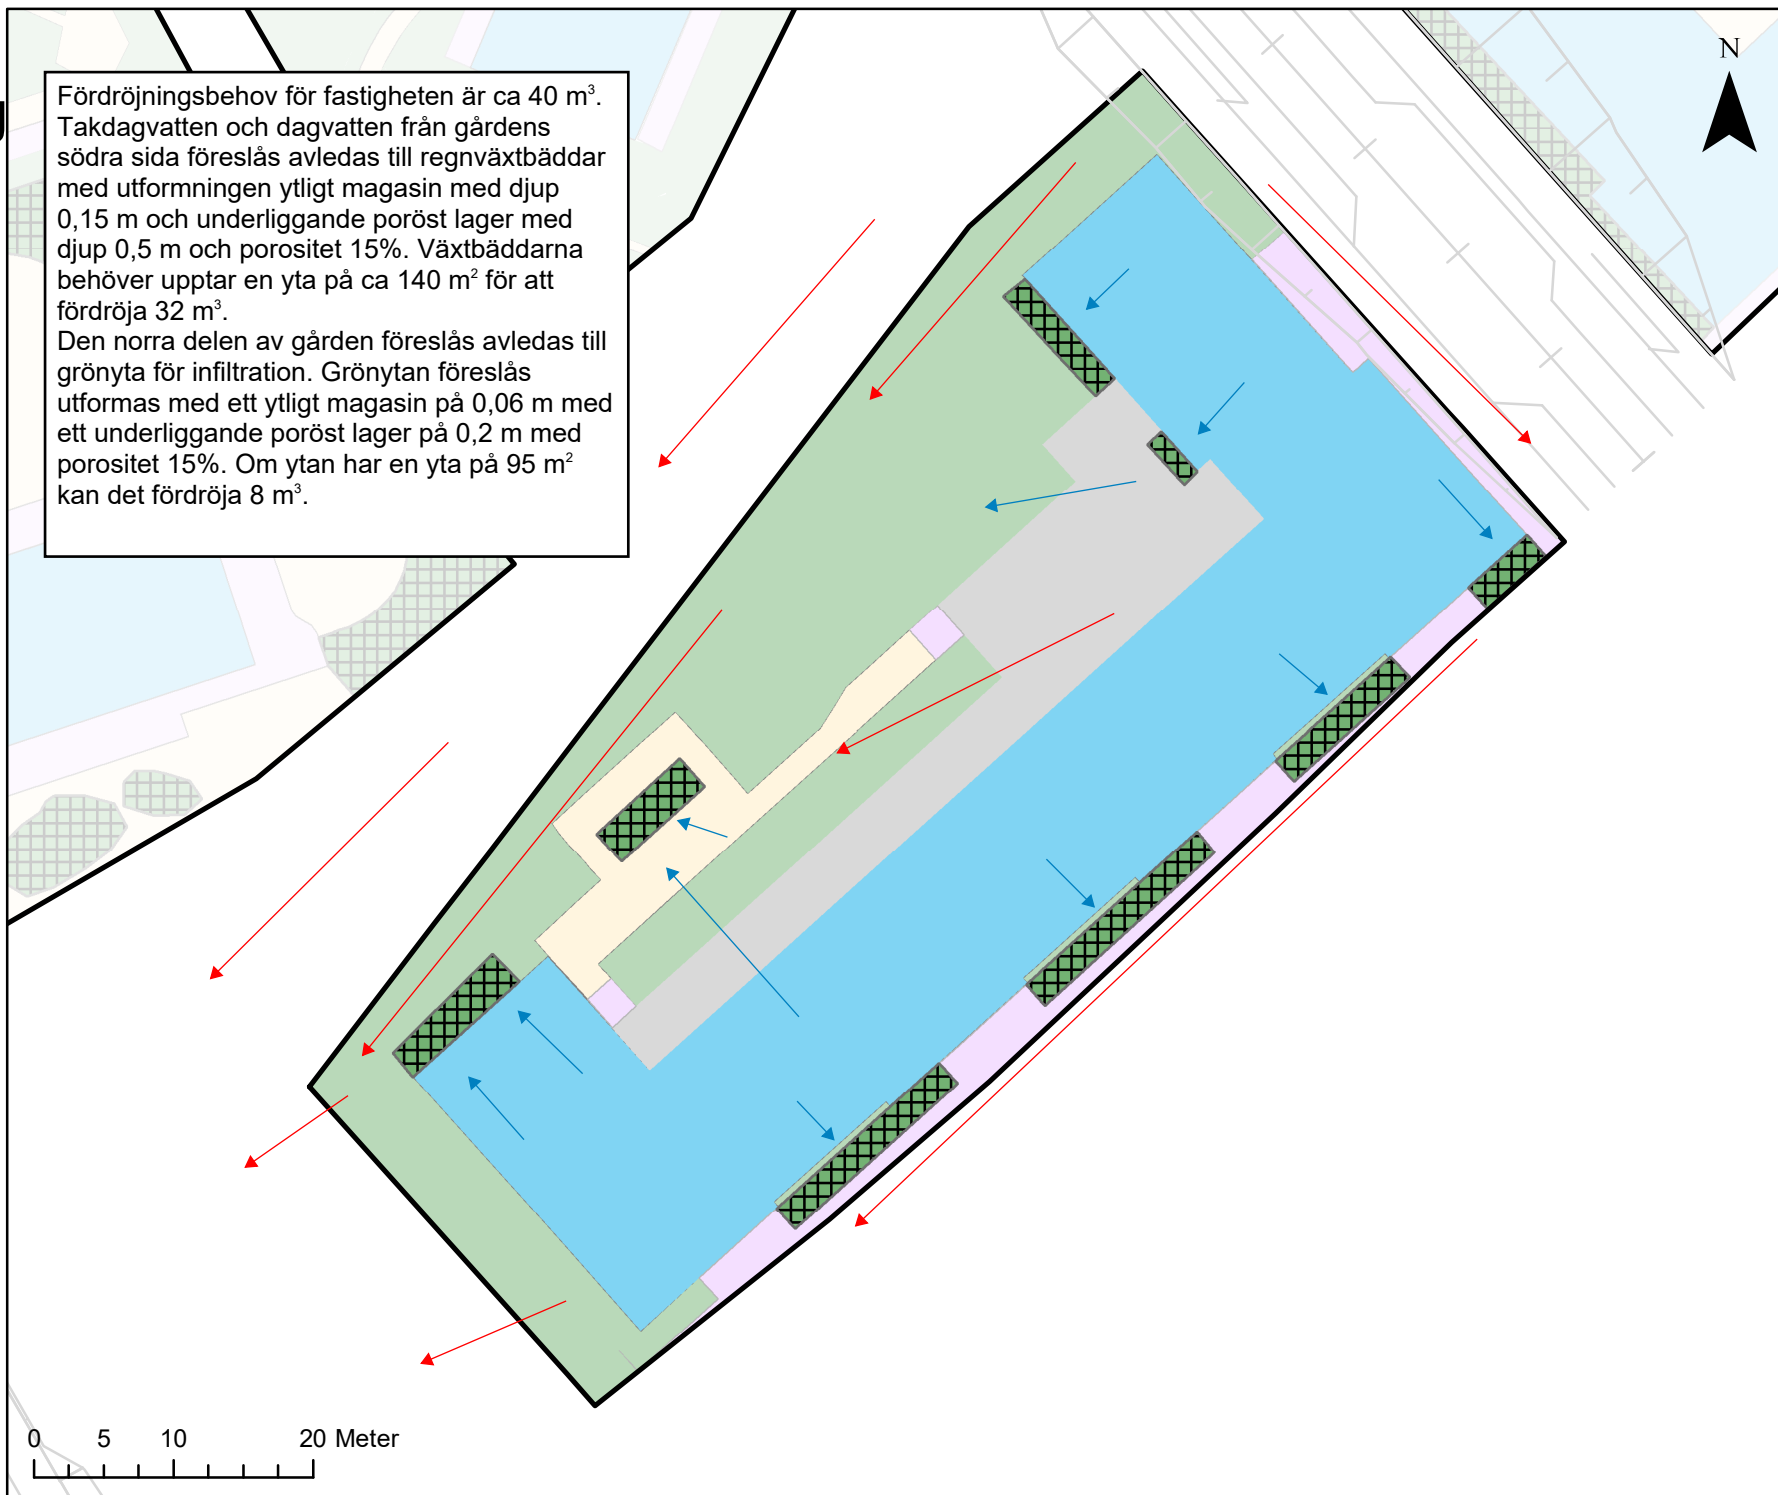 Fördröjningsbehov för fastigheten är ca 40 m³.
Takdagvatten och dagvatten från gårdens
södra sida föreslås avledas till regnväxtbäddar
med utformningen ytligt magasin med djup
0,15 m och underliggande poröst lager med
djup 0,5 m och porositet 15%. Växtbäddarna
behöver upptar en yta på ca 140 m² för att
fördröja 32 m³.
Den norra delen av gården föreslås avledas till
grönyta för infiltration. Grönytan föreslås
utformas med ett ytligt magasin på 0,06 m med
ett underliggande poröst lager på 0,2 m med
porositet 15%. Om ytan har en yta på 95 m²
kan det fördröja 8 m³.
N
0 5 10 20 Meter